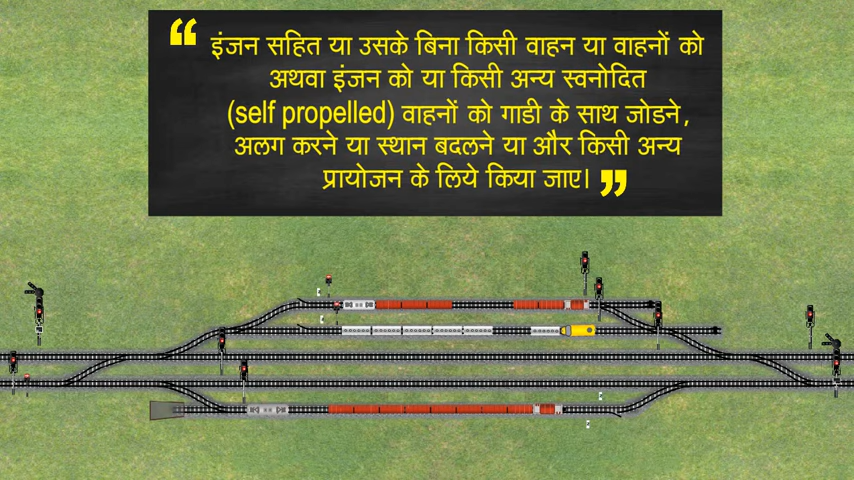 “ इंजन सहित या उसके बिना किसी वाहन या वाहनों को
अथवा इंजन को या किसी अन्य स्वनोदित
(self propelled) वाहनों को गाडी के साथ जोडने,
अलग करने या स्थान बदलने या और किसी अन्य
प्रायोजन के लिये किया जाए। ”